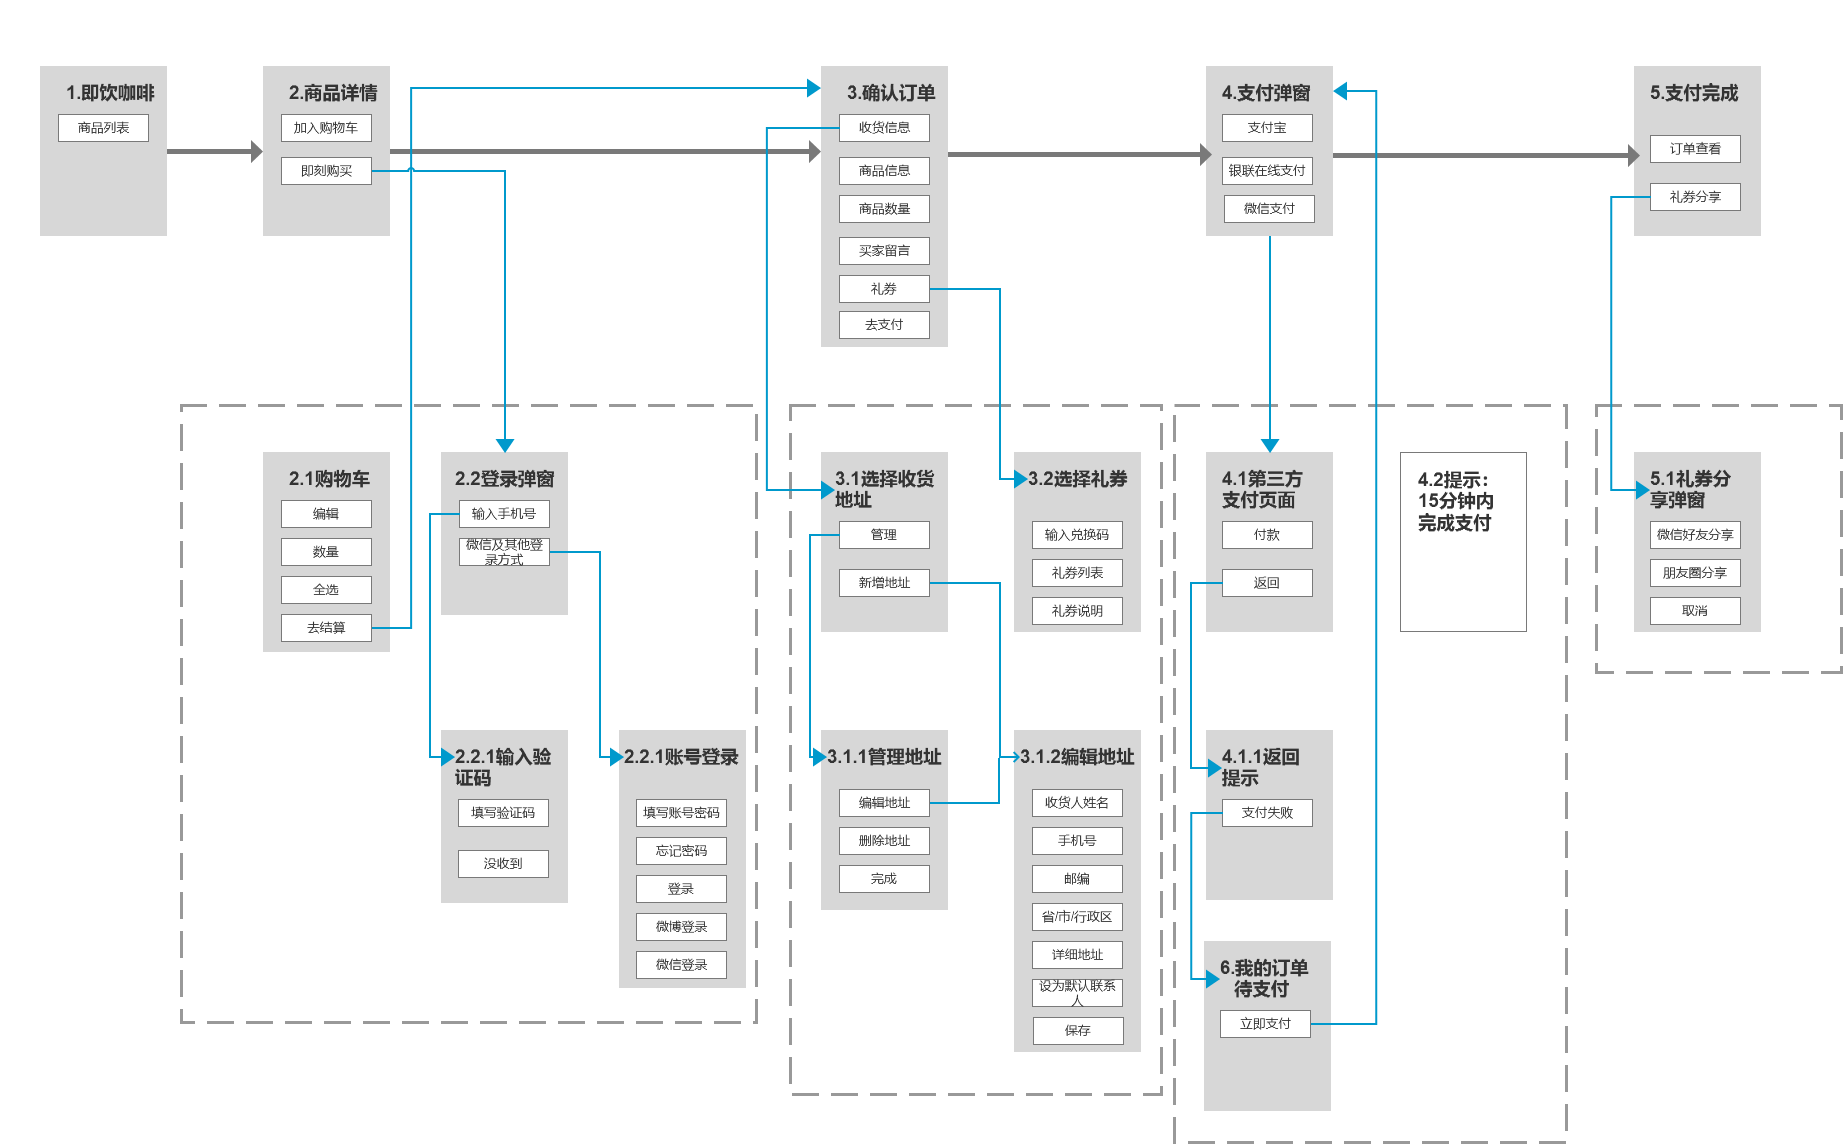 1.即饮咖啡
商品列表
2.商品详情
加入购物车
即刻购买
3.确认订单
收货信息
商品信息
商品数量
买家留言
礼券
去支付
4.支付弹窗
支付宝
银联在线支付
微信支付
5.支付完成
订单查看
礼券分享
2.1购物车
编辑
数量
全选
去结算
2.2登录弹窗
输入手机号
微信及其他登
录方式
3.1选择收货
地址
管理
新增地址
3.2选择礼券
输入兑换码
礼券列表
礼券说明
4.1第三方
支付页面
付款
返回
4.2提示：
15分钟内
完成支付
5.1礼券分
享弹窗
微信好友分享
朋友圈分享
取消
2.2.1输入验
证码
填写验证码
没收到
2.2.1账号登录
填写账号密码
忘记密码
登录
微博登录
微信登录
3.1.1管理地址
编辑地址
删除地址
完成
3.1.2编辑地址
收货人姓名
手机号
邮编
省/市/行政区
详细地址
设为默认联系
人
保存
4.1.1返回
提示
支付失败
6.我的订单
待支付
立即支付